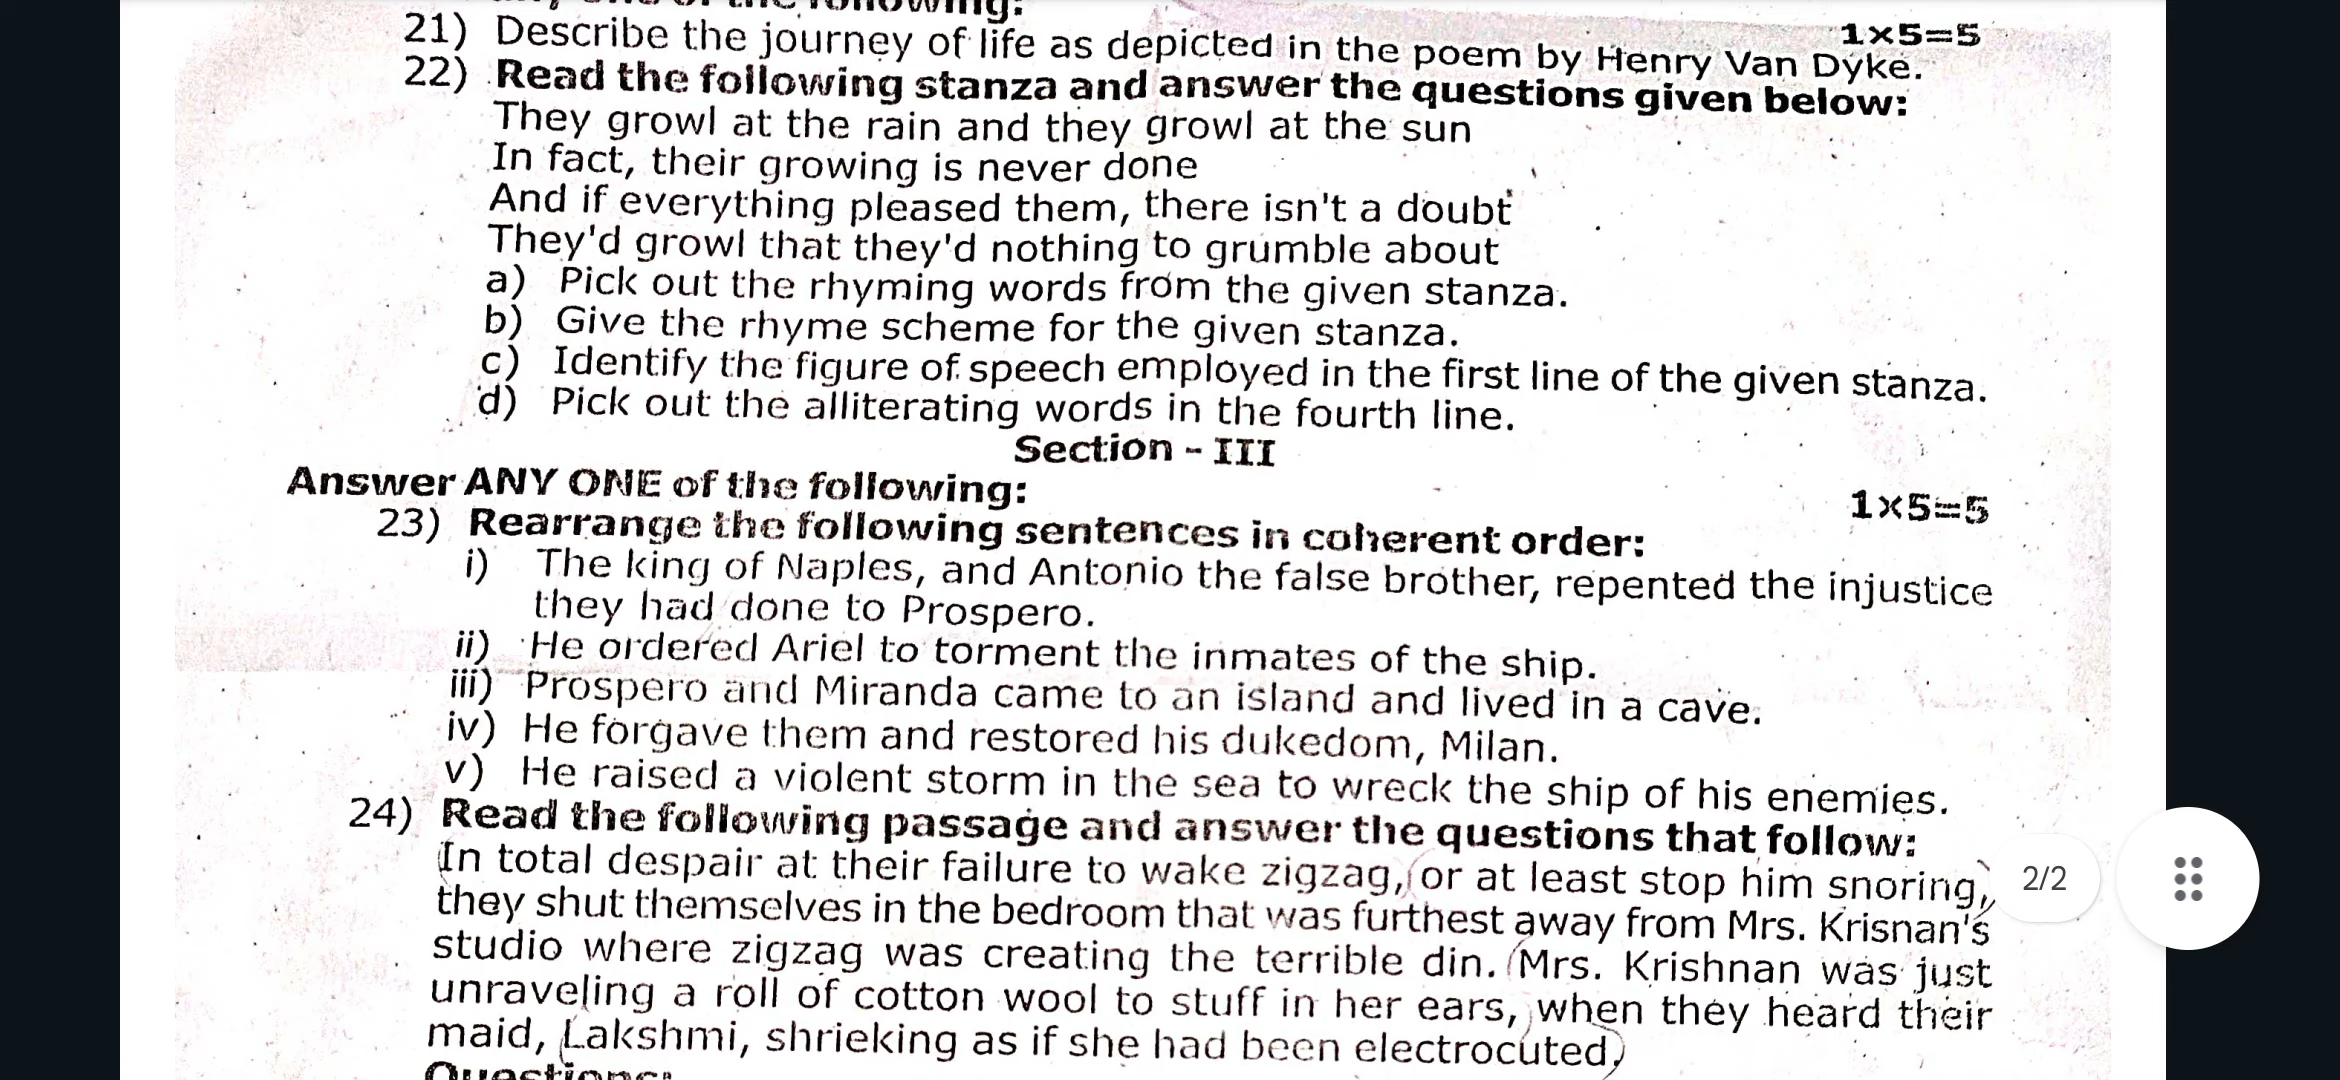 21) Describe the journey of life as depicted in the poem by Henry Van Dyke. 1×5=5
22) Read the following stanza and answer the questions given below:
They growl at the rain and they growl at the sun
In fact, their growing is never done
And if everything pleased them, there isn't a doubt
They'd growl that they'd nothing to grumble about
a) Pick out the rhyming words from the given stanza.
b) Give the rhyme scheme for the given stanza.
c) Identify the figure of speech employed in the first line of the given stanza.
d) Pick out the alliterating words in the fourth line.
Section - III
Answer ANY ONE of the following: 1×5=5
23) Rearrange the following sentences in coherent order:
i) The king of Naples, and Antonio the false brother, repented the injustice
they had done to Prospero.
ii) He ordered Ariel to torment the inmates of the ship.
iii) Prospero and Miranda came to an island and lived in a cave.
iv) He forgave them and restored his dukedom, Milan.
v) He raised a violent storm in the sea to wreck the ship of his enemies.
24) Read the following passage and answer the questions that follow:
In total despair at their failure to wake zigzag, or at least stop him snoring,
they shut themselves in the bedroom that was furthest away from Mrs. Krisnan's
studio where zigzag was creating the terrible din. Mrs. Krishnan was just
unraveling a roll of cotton wool to stuff in her ears, when they heard their
maid, Lakshmi, shrieking as if she had been electrocuted.
2/2